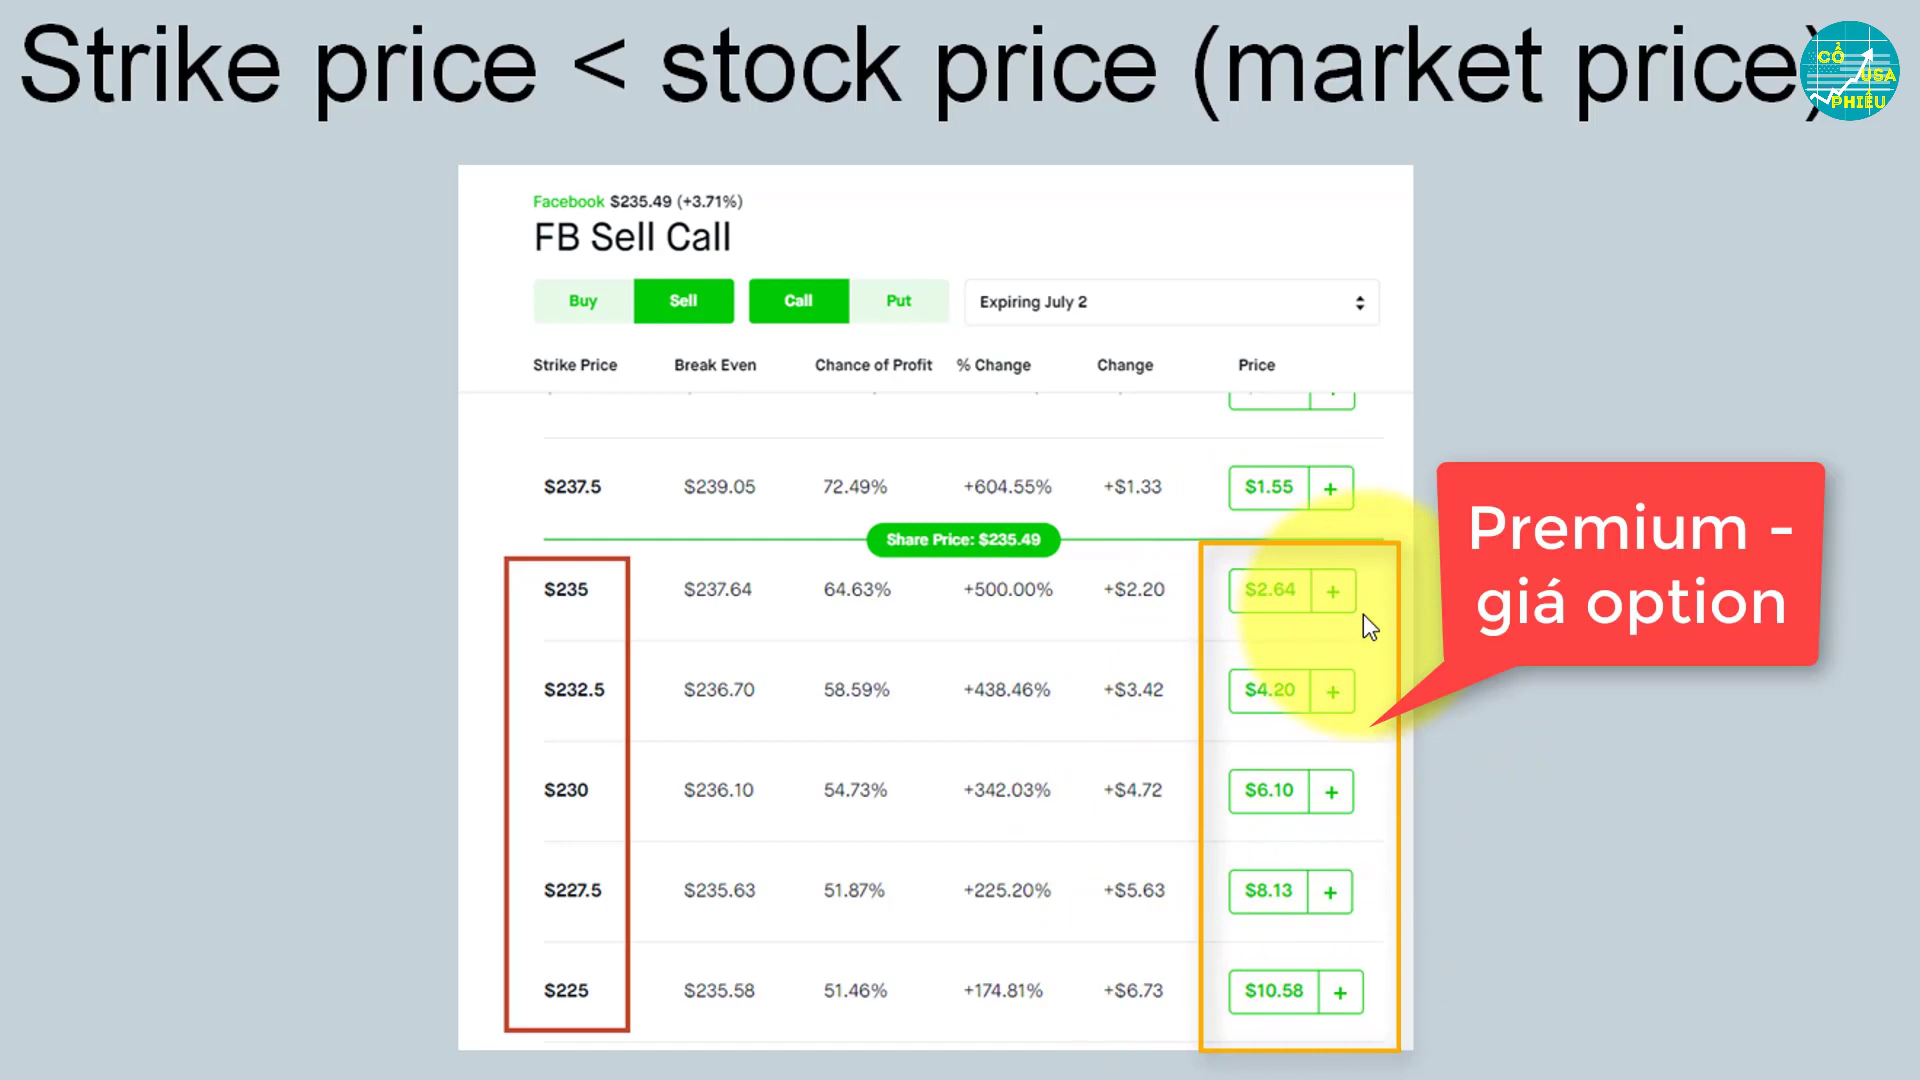 Strike price < stock price (market price)
CỔ
USA
PHIẾU
Facebook $235.49 (+3.71%)
FB Sell Call
Buy Sell Call Put Expiring July 2
Strike Price Break Even Chance of Profit % Change Change Price
$237.5 $239.05 72.49% +604.55% +$1.33 $1.55 +
Share Price: $235.49
$235 $237.64 64.63% +500.00% +$2.20 $2.64 +
$232.5 $236.70 58.59% +438.46% +$3.42 $4.20 +
$230 $236.10 54.73% +342.03% +$4.72 $6.10 +
$227.5 $235.63 51.87% +225.20% +$5.63 $8.13 +
$225 $235.58 51.46% +174.81% +$6.73 $10.58 +
Premium -
giá option